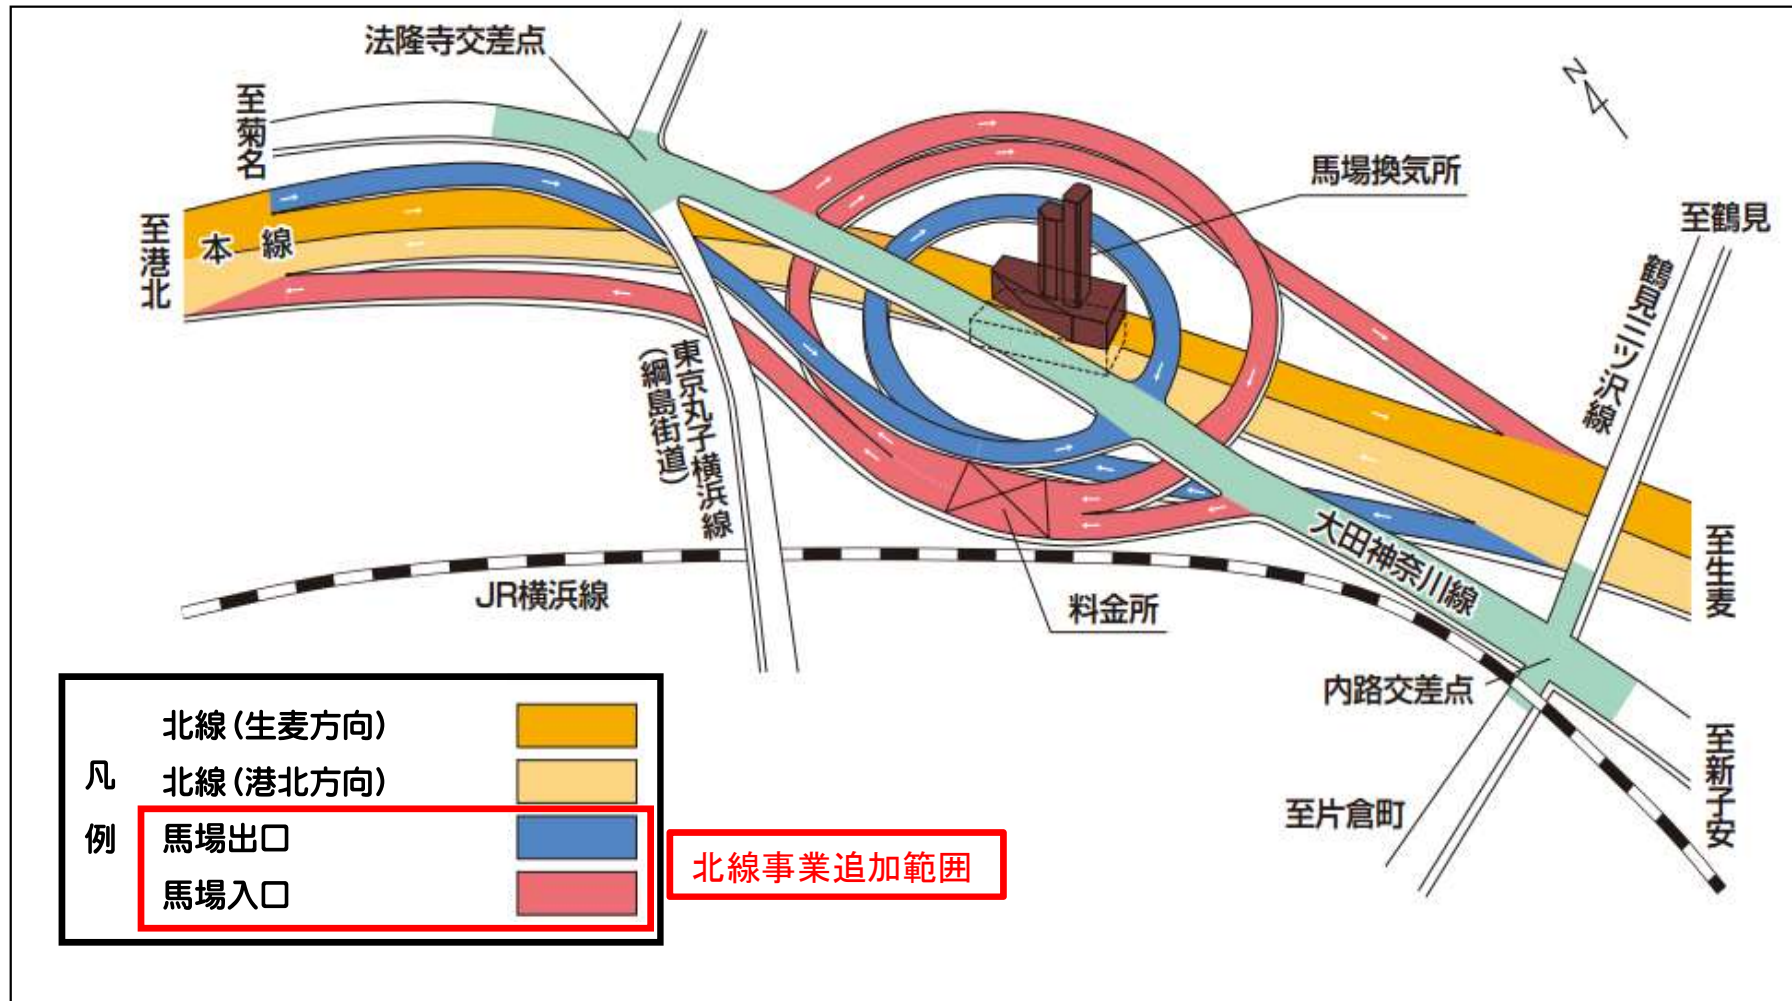 法隆寺交差点
至菊名
N
馬場換気所
至鶴見
至港北
本線
鶴見三ツ沢線
東京丸子横浜線
(綱島街道)
大田神奈川線
至生麦
JR横浜線
料金所
内路交差点
至新子安
至片倉町
凡例
北線(生麦方向)
北線(港北方向)
馬場出口
馬場入口
北線事業追加範囲